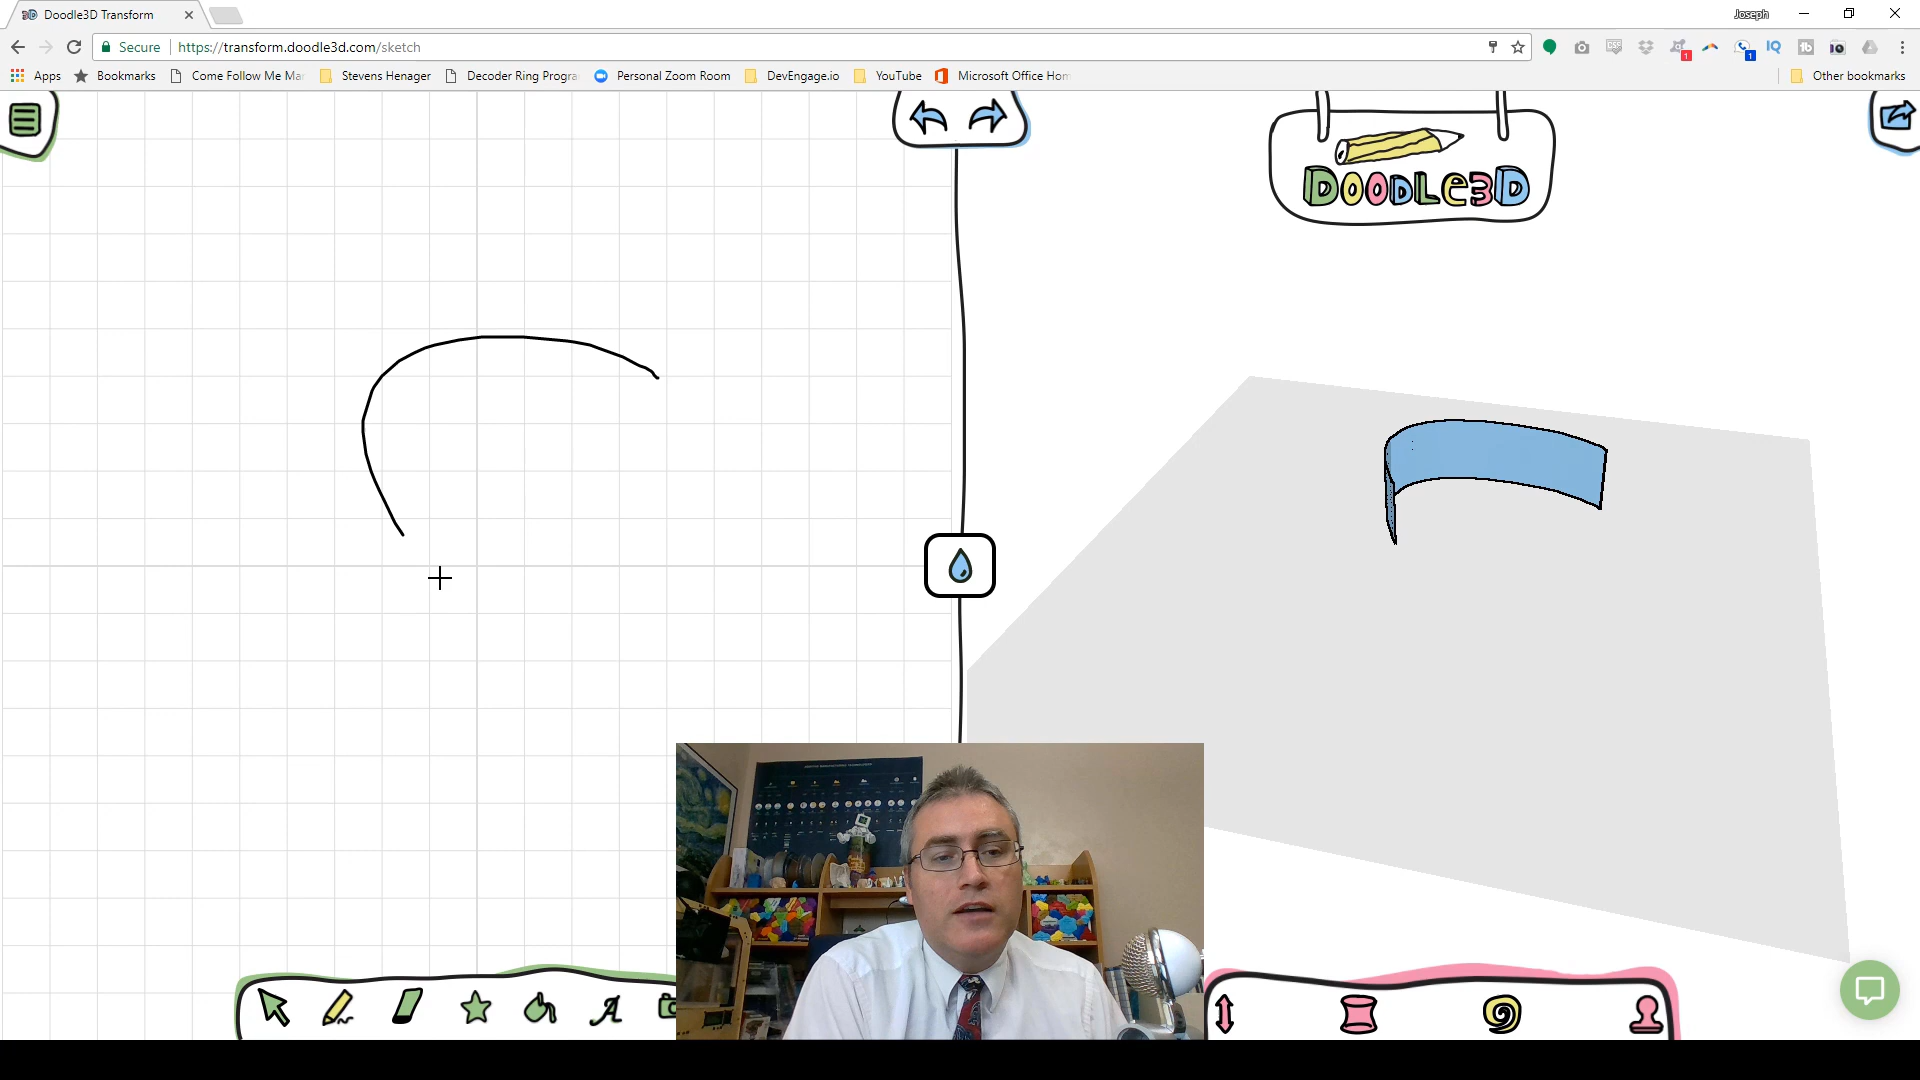 Doodle3D Transform
Joseph
Secure
https://transform.doodle3d.com/sketch
Apps
Bookmarks
Come Follow Me Mar
Stevens Henager
Decoder Ring Progra
Personal Zoom Room
DevEngage.io
YouTube
Microsoft Office Hom
Other bookmarks
DOODLe3D